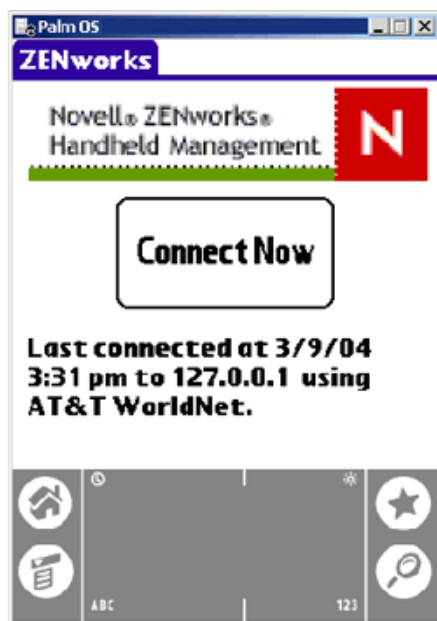 Palm OS
ZENworks
Novell® ZENworks®
Handheld Management
N
Connect Now
Last connected at 3/9/04
3:31 pm to 127.0.0.1 using
AT&T WorldNet.
ABC
123